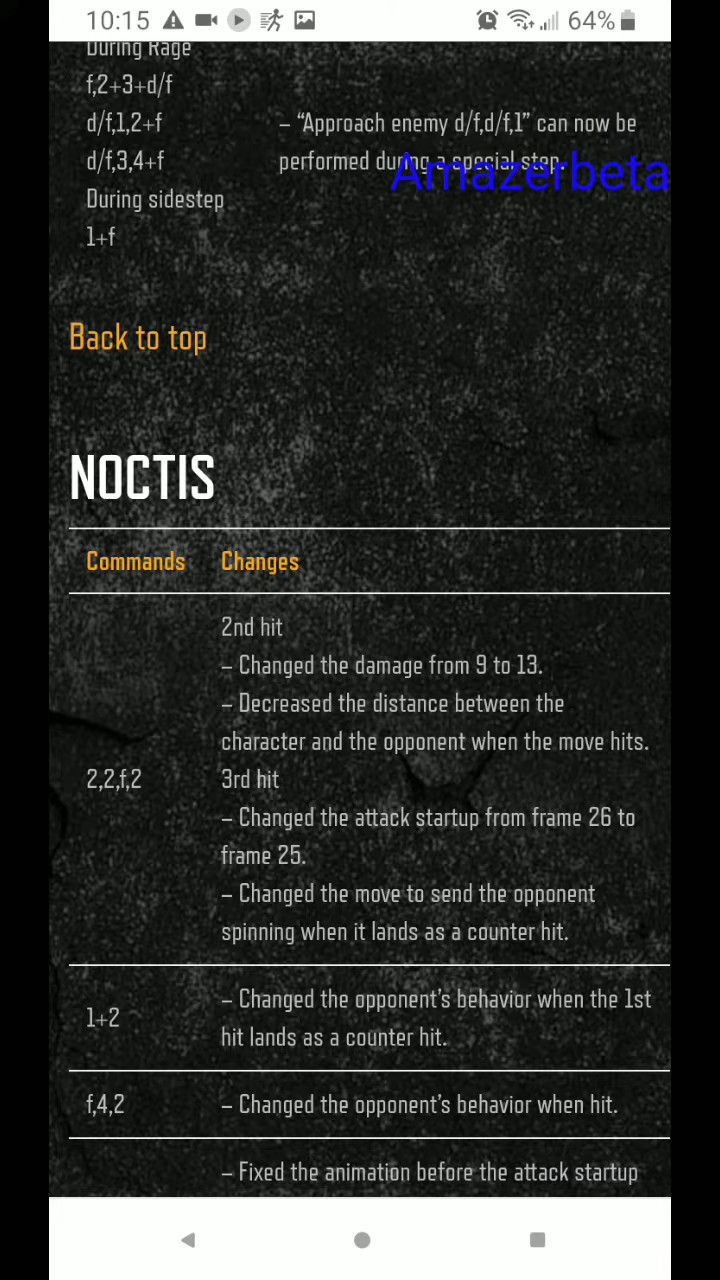 10:15
64%
During Rage
f,2+3+d/f
d/f,1,2+f
– “Approach enemy d/f,d/f,1” can now be
d/f,3,4+f
performed during a special step.
Amazerbeta
During sidestep
1+f
Back to top
NOCTIS
Commands Changes
2nd hit
– Changed the damage from 9 to 13.
– Decreased the distance between the
character and the opponent when the move hits.
2,2,f,2
3rd hit
– Changed the attack startup from frame 26 to
frame 25.
– Changed the move to send the opponent
spinning when it lands as a counter hit.
1+2
– Changed the opponent’s behavior when the 1st
hit lands as a counter hit.
f,4,2
– Changed the opponent’s behavior when hit.
– Fixed the animation before the attack startup